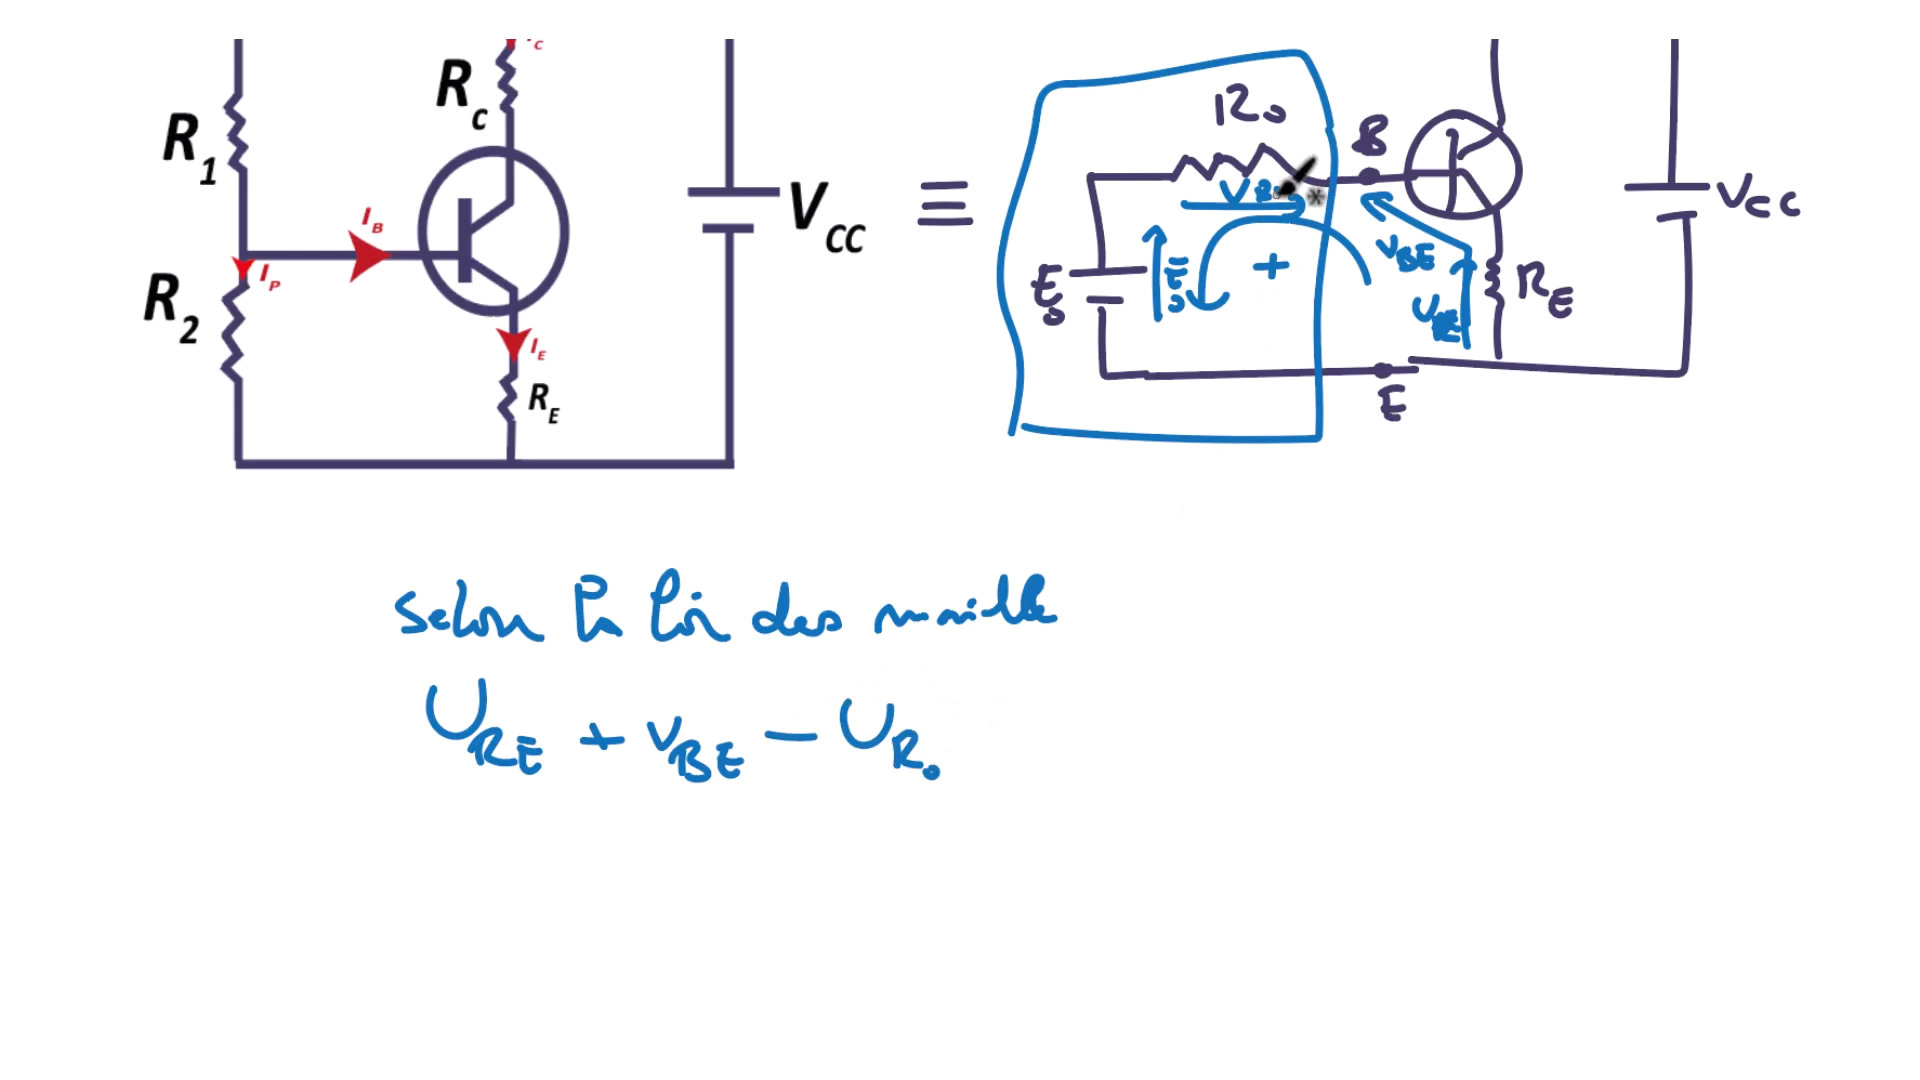 R1
Rc
C
IB
IP
R2
IE
RE
VCC
≡
R0
B
E0
E0
+
VBE
URE
RE
VCC
E
Selon la loi des maille
URE + VBE - UR0